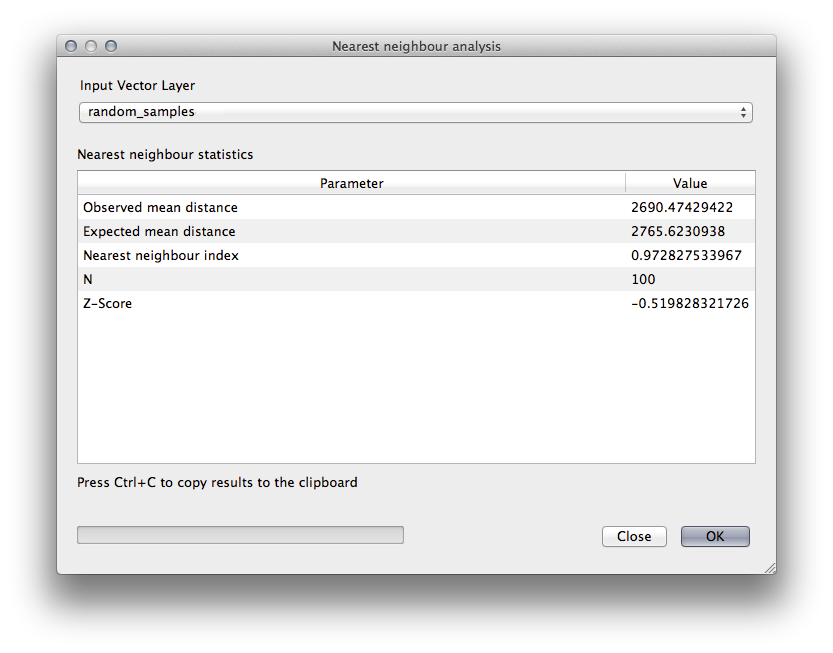 Nearest neighbour analysis
Input Vector Layer
random_samples
Nearest neighbour statistics
Parameter Value
Observed mean distance 2690.47429422
Expected mean distance 2765.6230938
Nearest neighbour index 0.972827533967
N 100
Z-Score -0.519828321726
Press Ctrl+C to copy results to the clipboard
Close OK